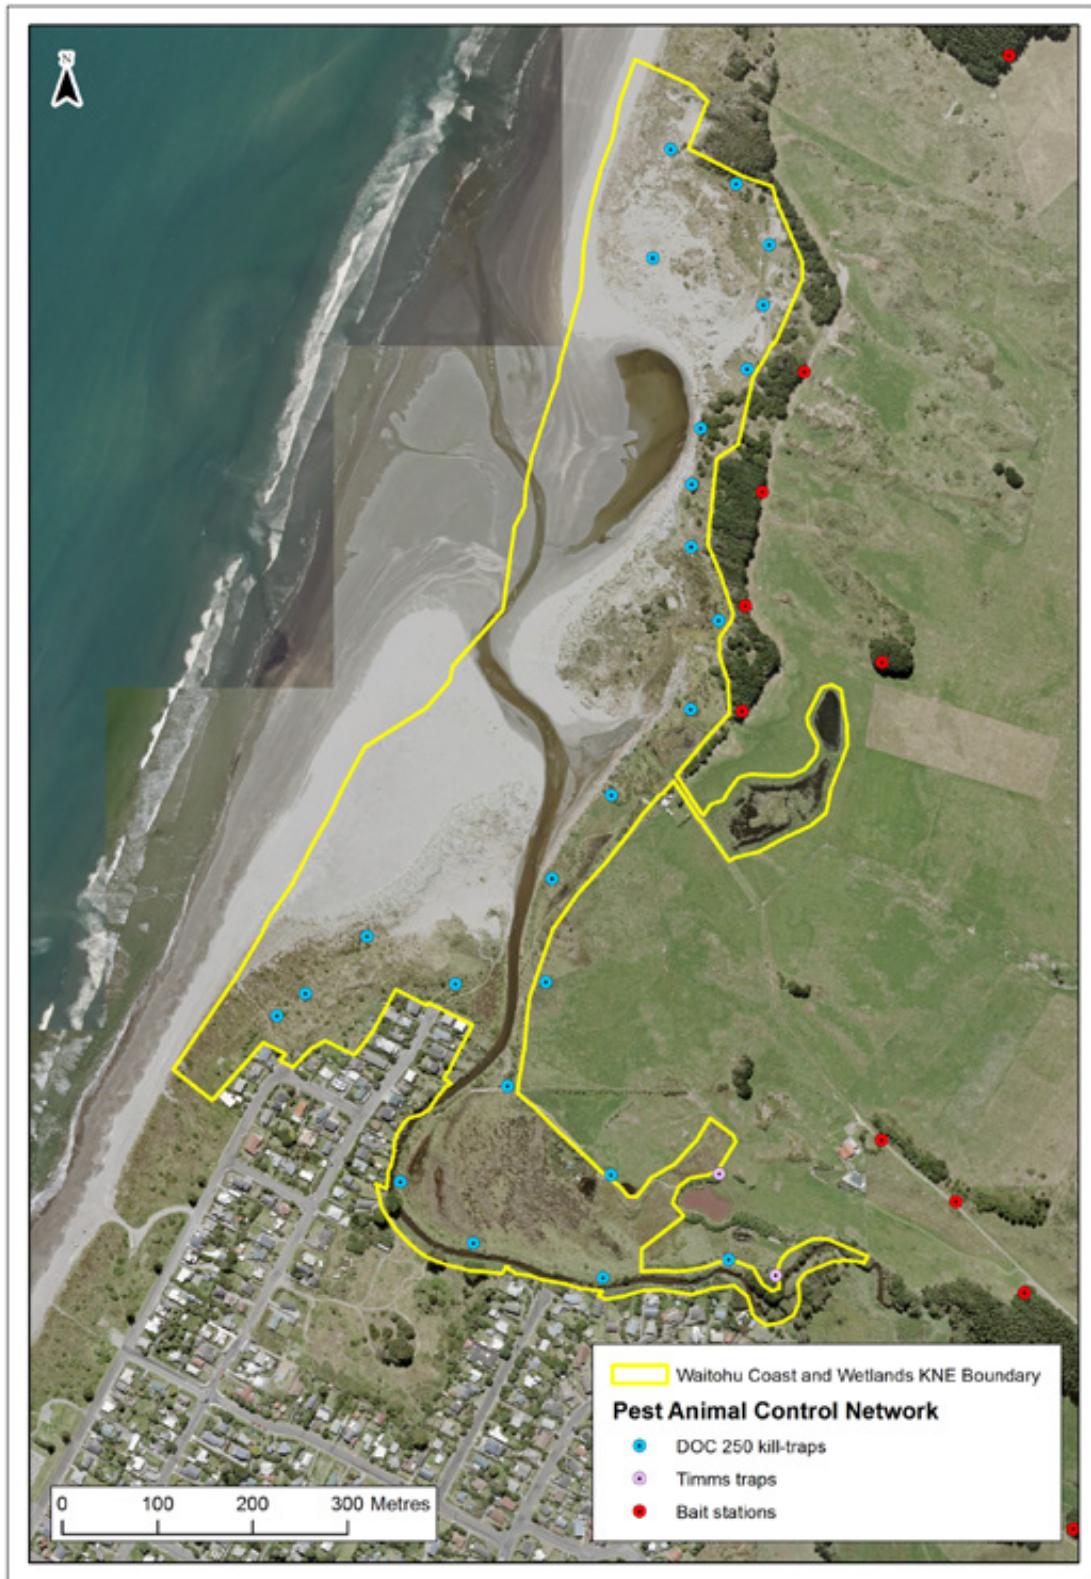 N
Waitohu Coast and Wetlands KNE Boundary
Pest Animal Control Network
DOC 250 kill-traps
Timms traps
Bait stations
0 100 200 300 Metres